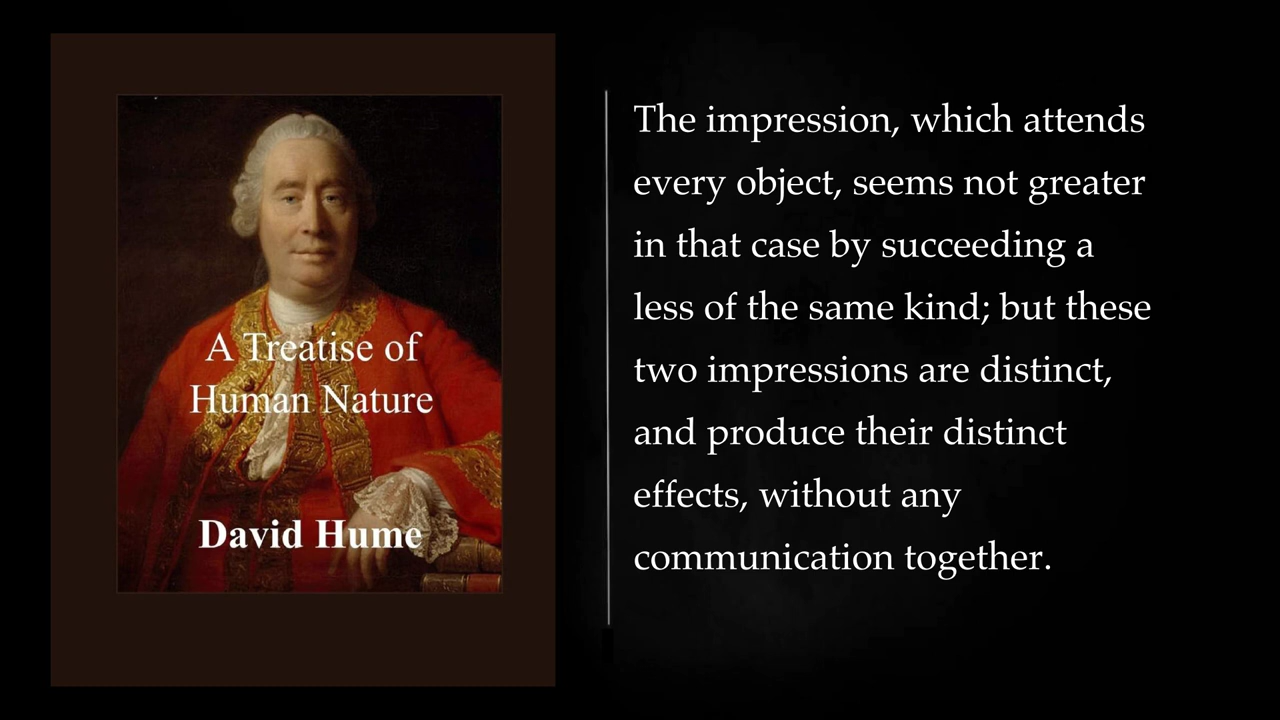 A Treatise of
Human Nature
David Hume
The impression, which attends
every object, seems not greater
in that case by succeeding a
less of the same kind; but these
two impressions are distinct,
and produce their distinct
effects, without any
communication together.